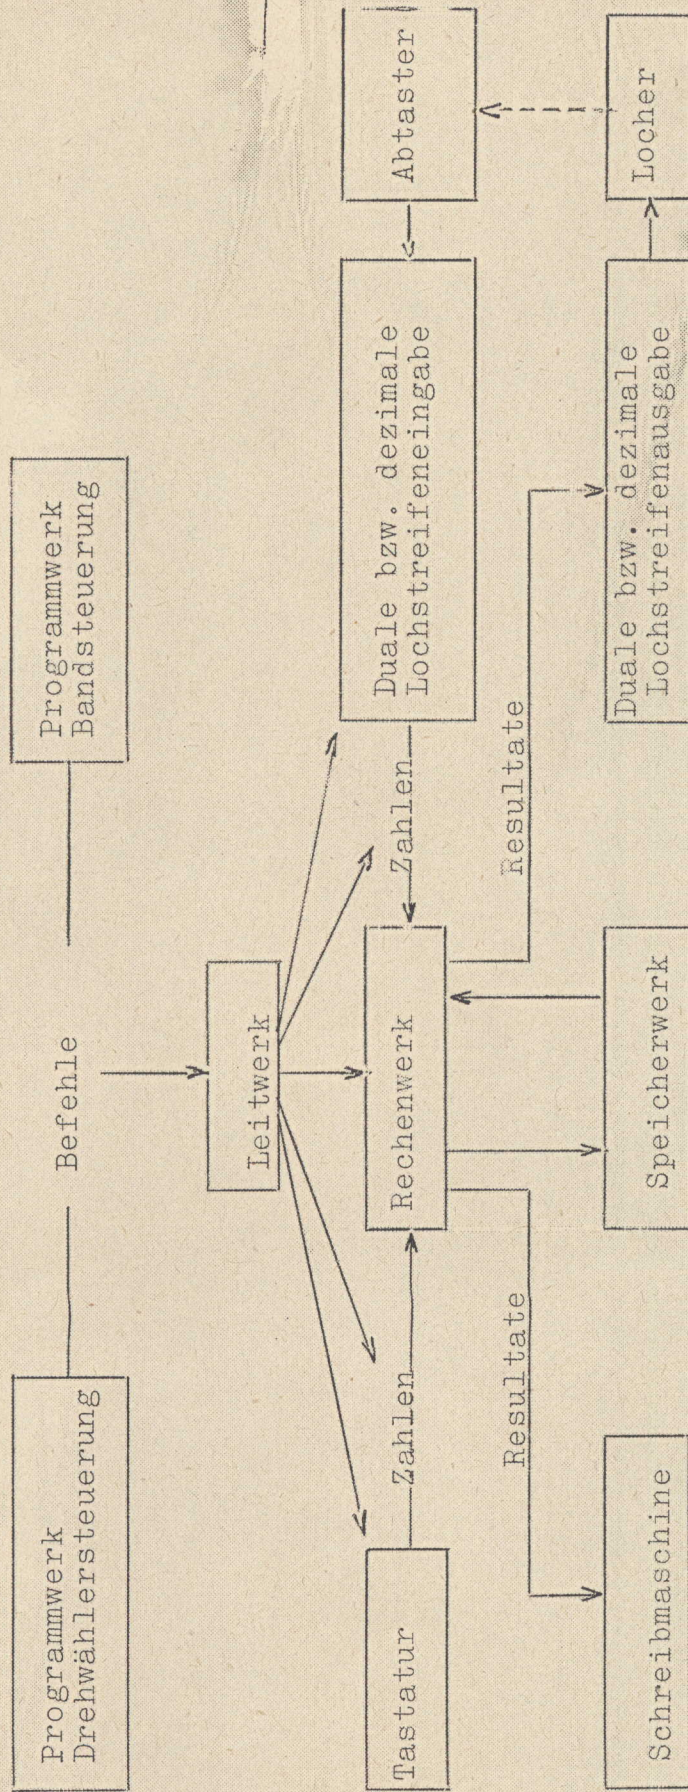 Programmwerk
Drehwählersteuerung
Befehle
Programmwerk
Bandsteuerung
Leitwerk
Tastatur
Zahlen
Rechenwerk
Zahlen
Duale bzw. dezimale
Lochstreifeneingabe
Abtaster
Resultate
Resultate
Schreibmaschine
Speicherwerk
Duale bzw. dezimale
Lochstreifenausgabe
Locher